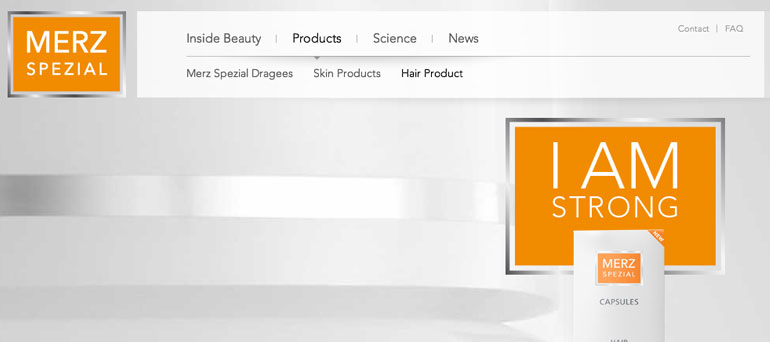 MERZ
SPEZIAL
Contact | FAQ
Inside Beauty | Products | Science | News
Merz Spezial Dragees Skin Products Hair Product
I AM
STRONG
NEW
MERZ
SPEZIAL
CAPSULES
HAIR